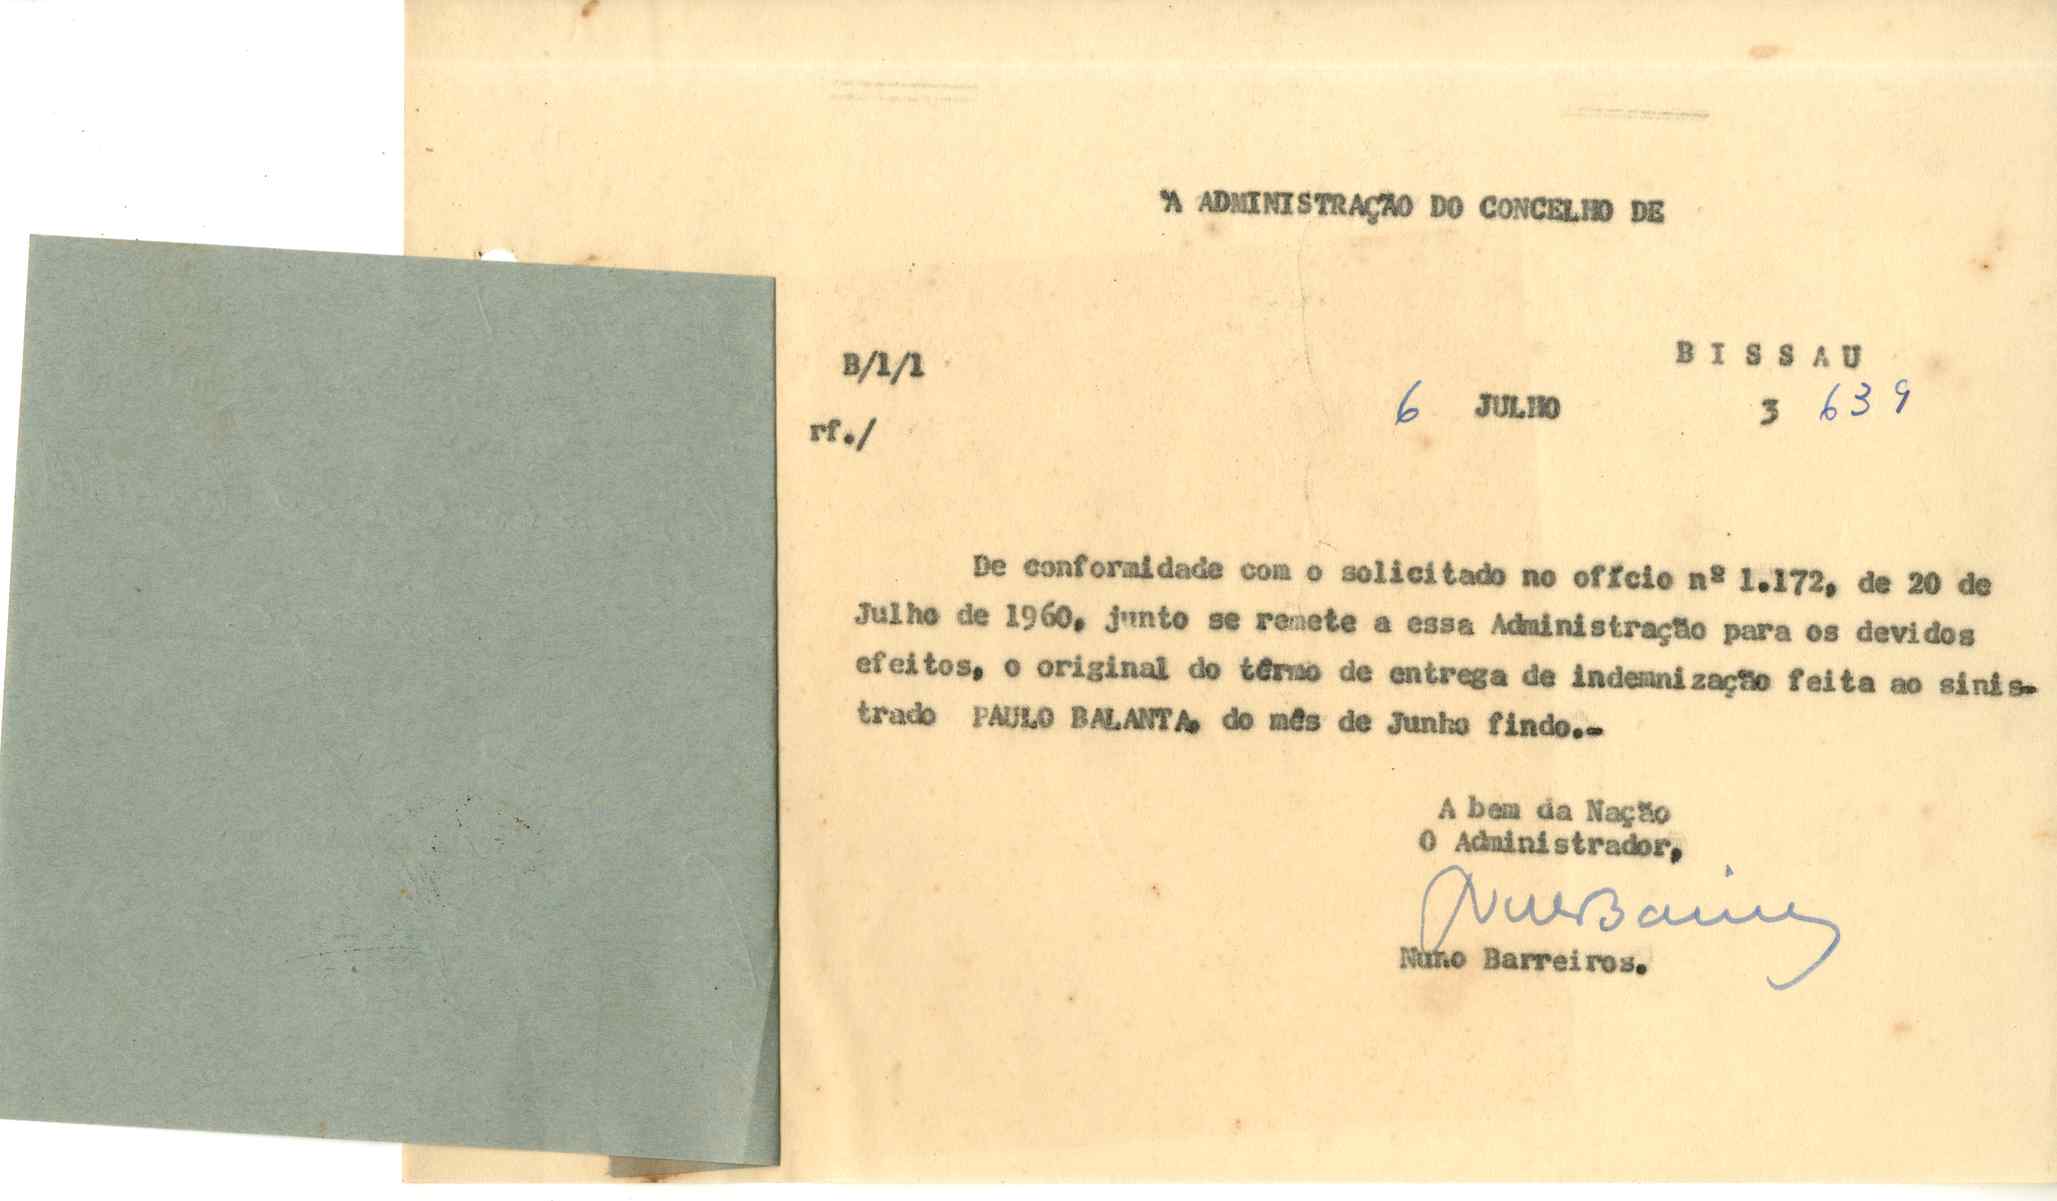 À ADMINISTRAÇÃO DO CONCELHO DE
BISSAU
B/1/1
6 JULHO 3 639
rf./
De conformidade com o solicitado no ofício nº 1.172, de 20 de
Julho de 1960, junto se remete a essa Administração para os devidos
efeitos, o original do têrmo de entrega de indemnização feita ao sinis-
trado PAULO BALANTA, do mês de Junho findo.-
A bem da Nação
O Administrador,
Nuno Barreiros
Nuno Barreiros.